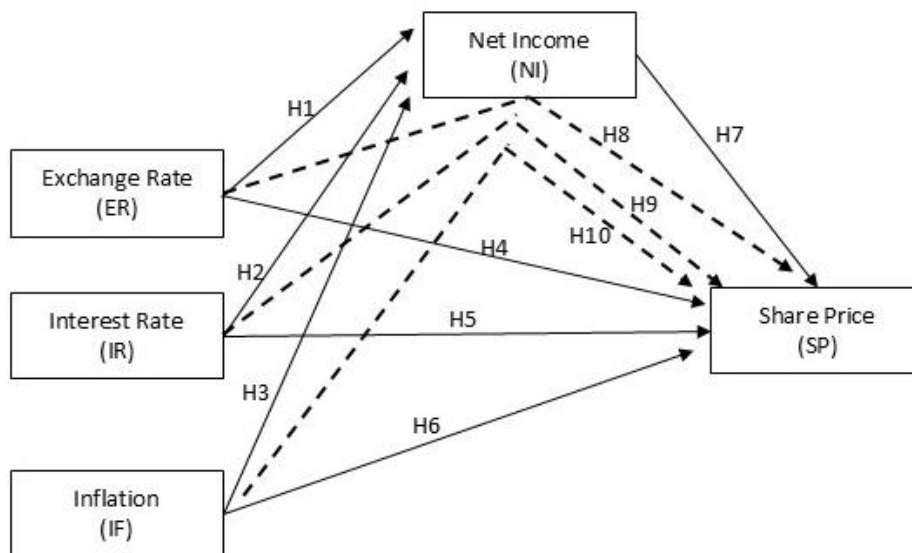 Net Income
(NI)
H1
H8
H7
Exchange Rate
(ER)
H9
H10
H4
H2
Interest Rate
(IR)
H5
Share Price
(SP)
H3
H6
Inflation
(IF)